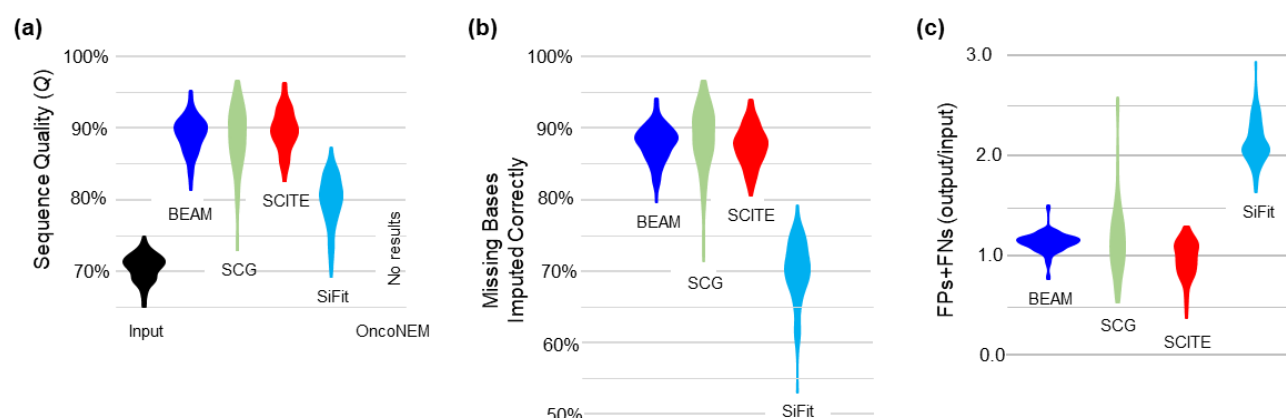 (a)
Sequence Quality (Q)
100%
90%
80%
70%
Input
BEAM
SCG
SCITE
SiFit
No results
OncoNEM
(b)
Missing Bases
Imputed Correctly
100%
90%
80%
70%
60%
50%
BEAM
SCG
SCITE
SiFit
(c)
FPs+FNs (output/input)
3.0
2.0
1.0
0.0
BEAM
SCG
SCITE
SiFit